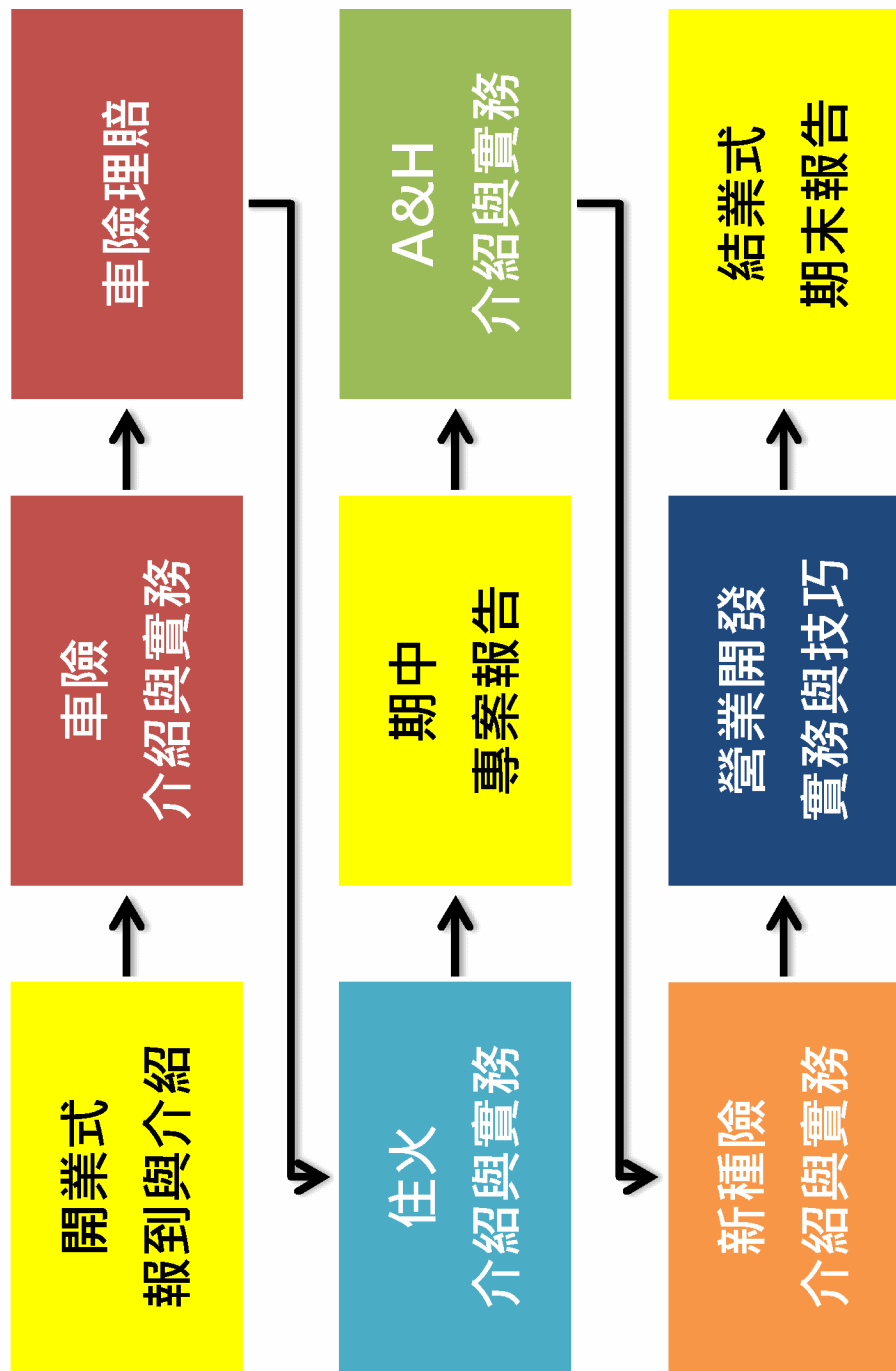 開業式
報到與介紹
車險
介紹與實務
車險理賠
住火
介紹與實務
期中
專案報告
A&H
介紹與實務
新種險
介紹與實務
營業開發
實務與技巧
結業式
期末報告